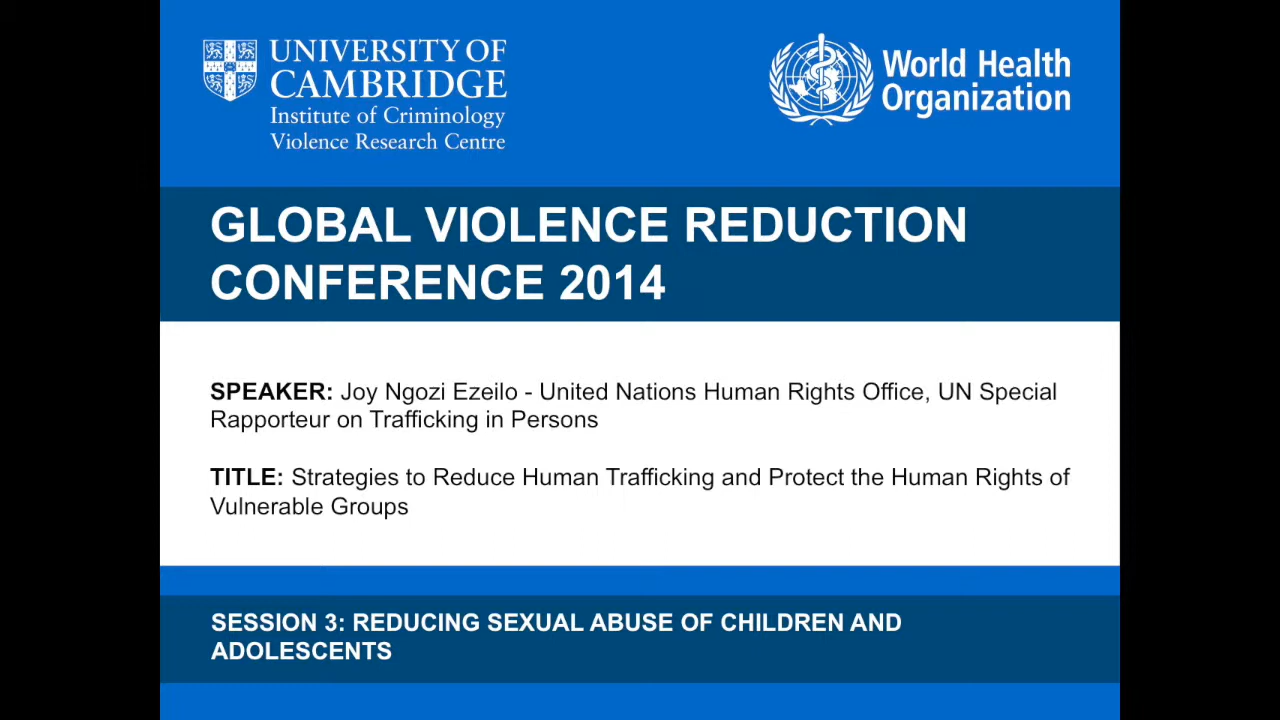 UNIVERSITY OF
CAMBRIDGE
Institute of Criminology
Violence Research Centre
World Health
Organization
GLOBAL VIOLENCE REDUCTION
CONFERENCE 2014
SPEAKER: Joy Ngozi Ezeilo - United Nations Human Rights Office, UN Special
Rapporteur on Trafficking in Persons
TITLE: Strategies to Reduce Human Trafficking and Protect the Human Rights of
Vulnerable Groups
SESSION 3: REDUCING SEXUAL ABUSE OF CHILDREN AND
ADOLESCENTS